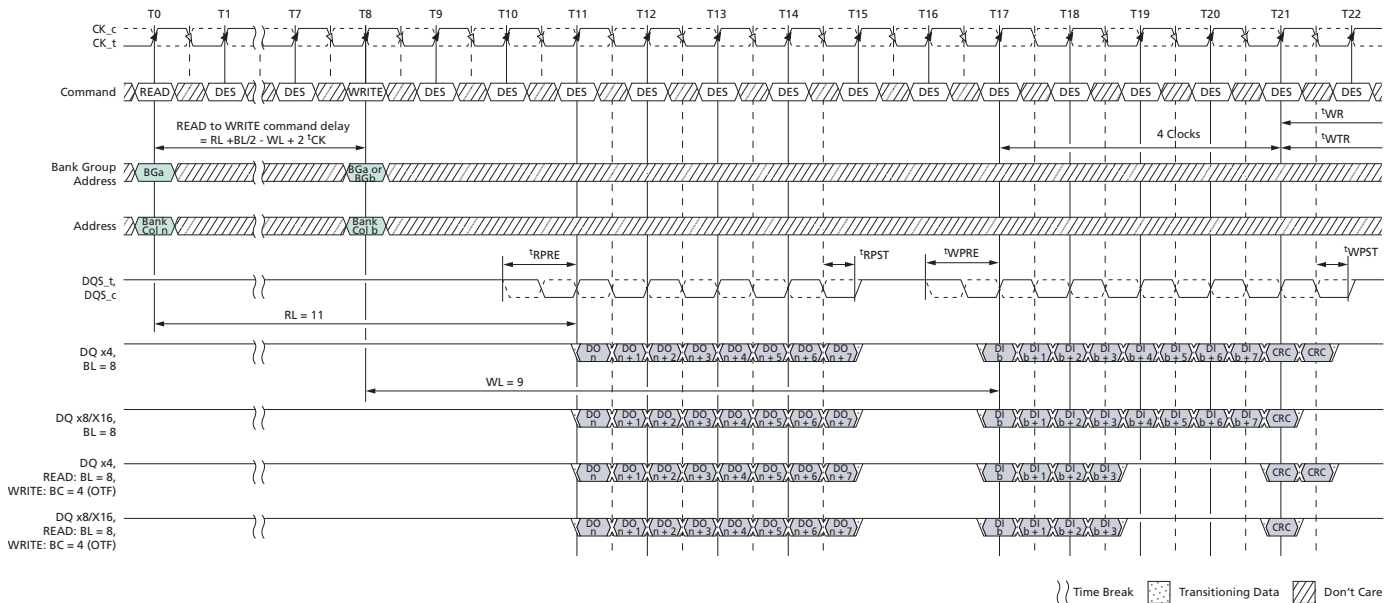 T0 T1 T7 T8 T9 T10 T11 T12 T13 T14 T15 T16 T17 T18 T19 T20 T21 T22
CK_c
CK_t
Command READ DES DES WRITE DES DES DES DES DES DES DES DES DES DES DES DES DES DES
READ to WRITE command delay
= RL +BL/2 - WL + 2 tCK
4 Clocks
tWR
tWTR
Bank Group
Address
BGa
BGa or
BGb
Address
Bank
Col n
Bank
Col b
tRPRE tRPST tWPRE tWPST
DQS_t,
DQS_c
RL = 11
DQ x4,
BL = 8
DO n DO n + 1 DO n + 2 DO n + 3 DO n + 4 DO n + 5 DO n + 6 DO n + 7 DI b DI b + 1 DI b + 2 DI b + 3 DI b + 4 DI b + 5 DI b + 6 DI b + 7 CRC CRC
WL = 9
DQ x8/X16,
BL = 8
DO n DO n + 1 DO n + 2 DO n + 3 DO n + 4 DO n + 5 DO n + 6 DO n + 7 DI b DI b + 1 DI b + 2 DI b + 3 DI b + 4 DI b + 5 DI b + 6 DI b + 7 CRC
DQ x4,
READ: BL = 8,
WRITE: BC = 4 (OTF)
DO n DO n + 1 DO n + 2 DO n + 3 DO n + 4 DO n + 5 DO n + 6 DO n + 7 DI b DI b + 1 DI b + 2 DI b + 3 CRC CRC
DQ x8/X16,
READ: BL = 8,
WRITE: BC = 4 (OTF)
DO n DO n + 1 DO n + 2 DO n + 3 DO n + 4 DO n + 5 DO n + 6 DO n + 7 DI b DI b + 1 DI b + 2 DI b + 3 CRC
Time Break Transitioning Data Don't Care